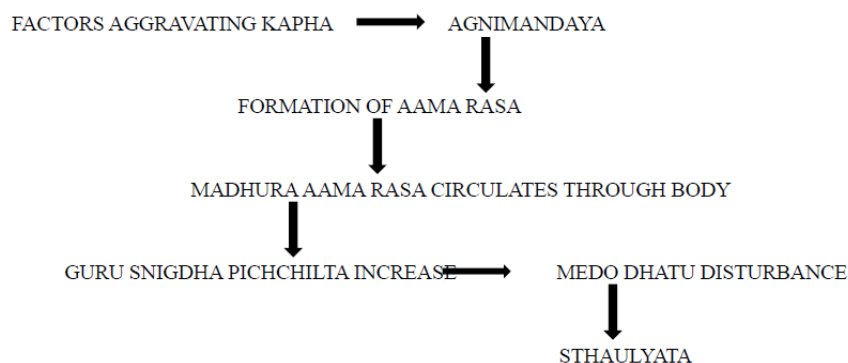 FACTORS AGGRAVATING KAPHA AGNIMANDAYA
FORMATION OF AAMA RASA
MADHURA AAMA RASA CIRCULATES THROUGH BODY
GURU SNIGDHA PICHCHILTA INCREASE MEDO DHATU DISTURBANCE
STHAULYATA